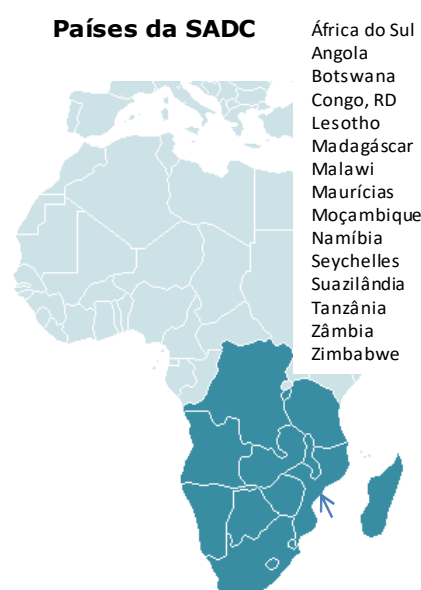 Países da SADC
África do Sul
Angola
Botswana
Congo, RD
Lesotho
Madagáscar
Malawi
Maurícias
Moçambique
Namíbia
Seychelles
Suazilândia
Tanzânia
Zâmbia
Zimbabwe